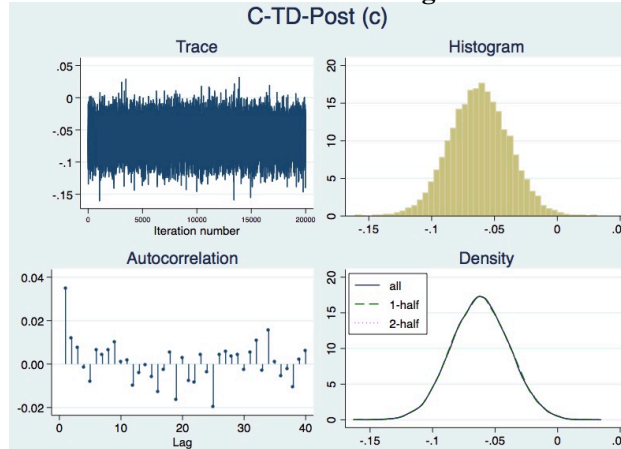 C-TD-Post (c)
Trace
.05
0
-.05
-.1
-.15
0 5000 10000 15000 20000
Iteration number
Histogram
20
15
10
5
0
-.15 -.1 -.05 0
Autocorrelation
0.04
0.02
0.00
-0.02
0 10 20 30 40
Lag
Density
20
15
10
5
0
all
1-half
2-half
-.15 -.1 -.05 0